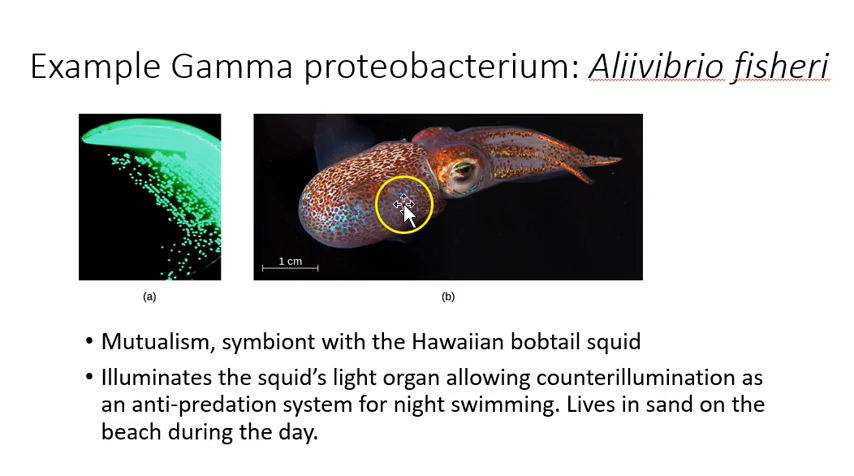 Example Gamma proteobacterium: Aliivibrio fisheri
1 cm
(a)
(b)
• Mutualism, symbiont with the Hawaiian bobtail squid
• Illuminates the squid’s light organ allowing counterillumination as
an anti-predation system for night swimming. Lives in sand on the
beach during the day.